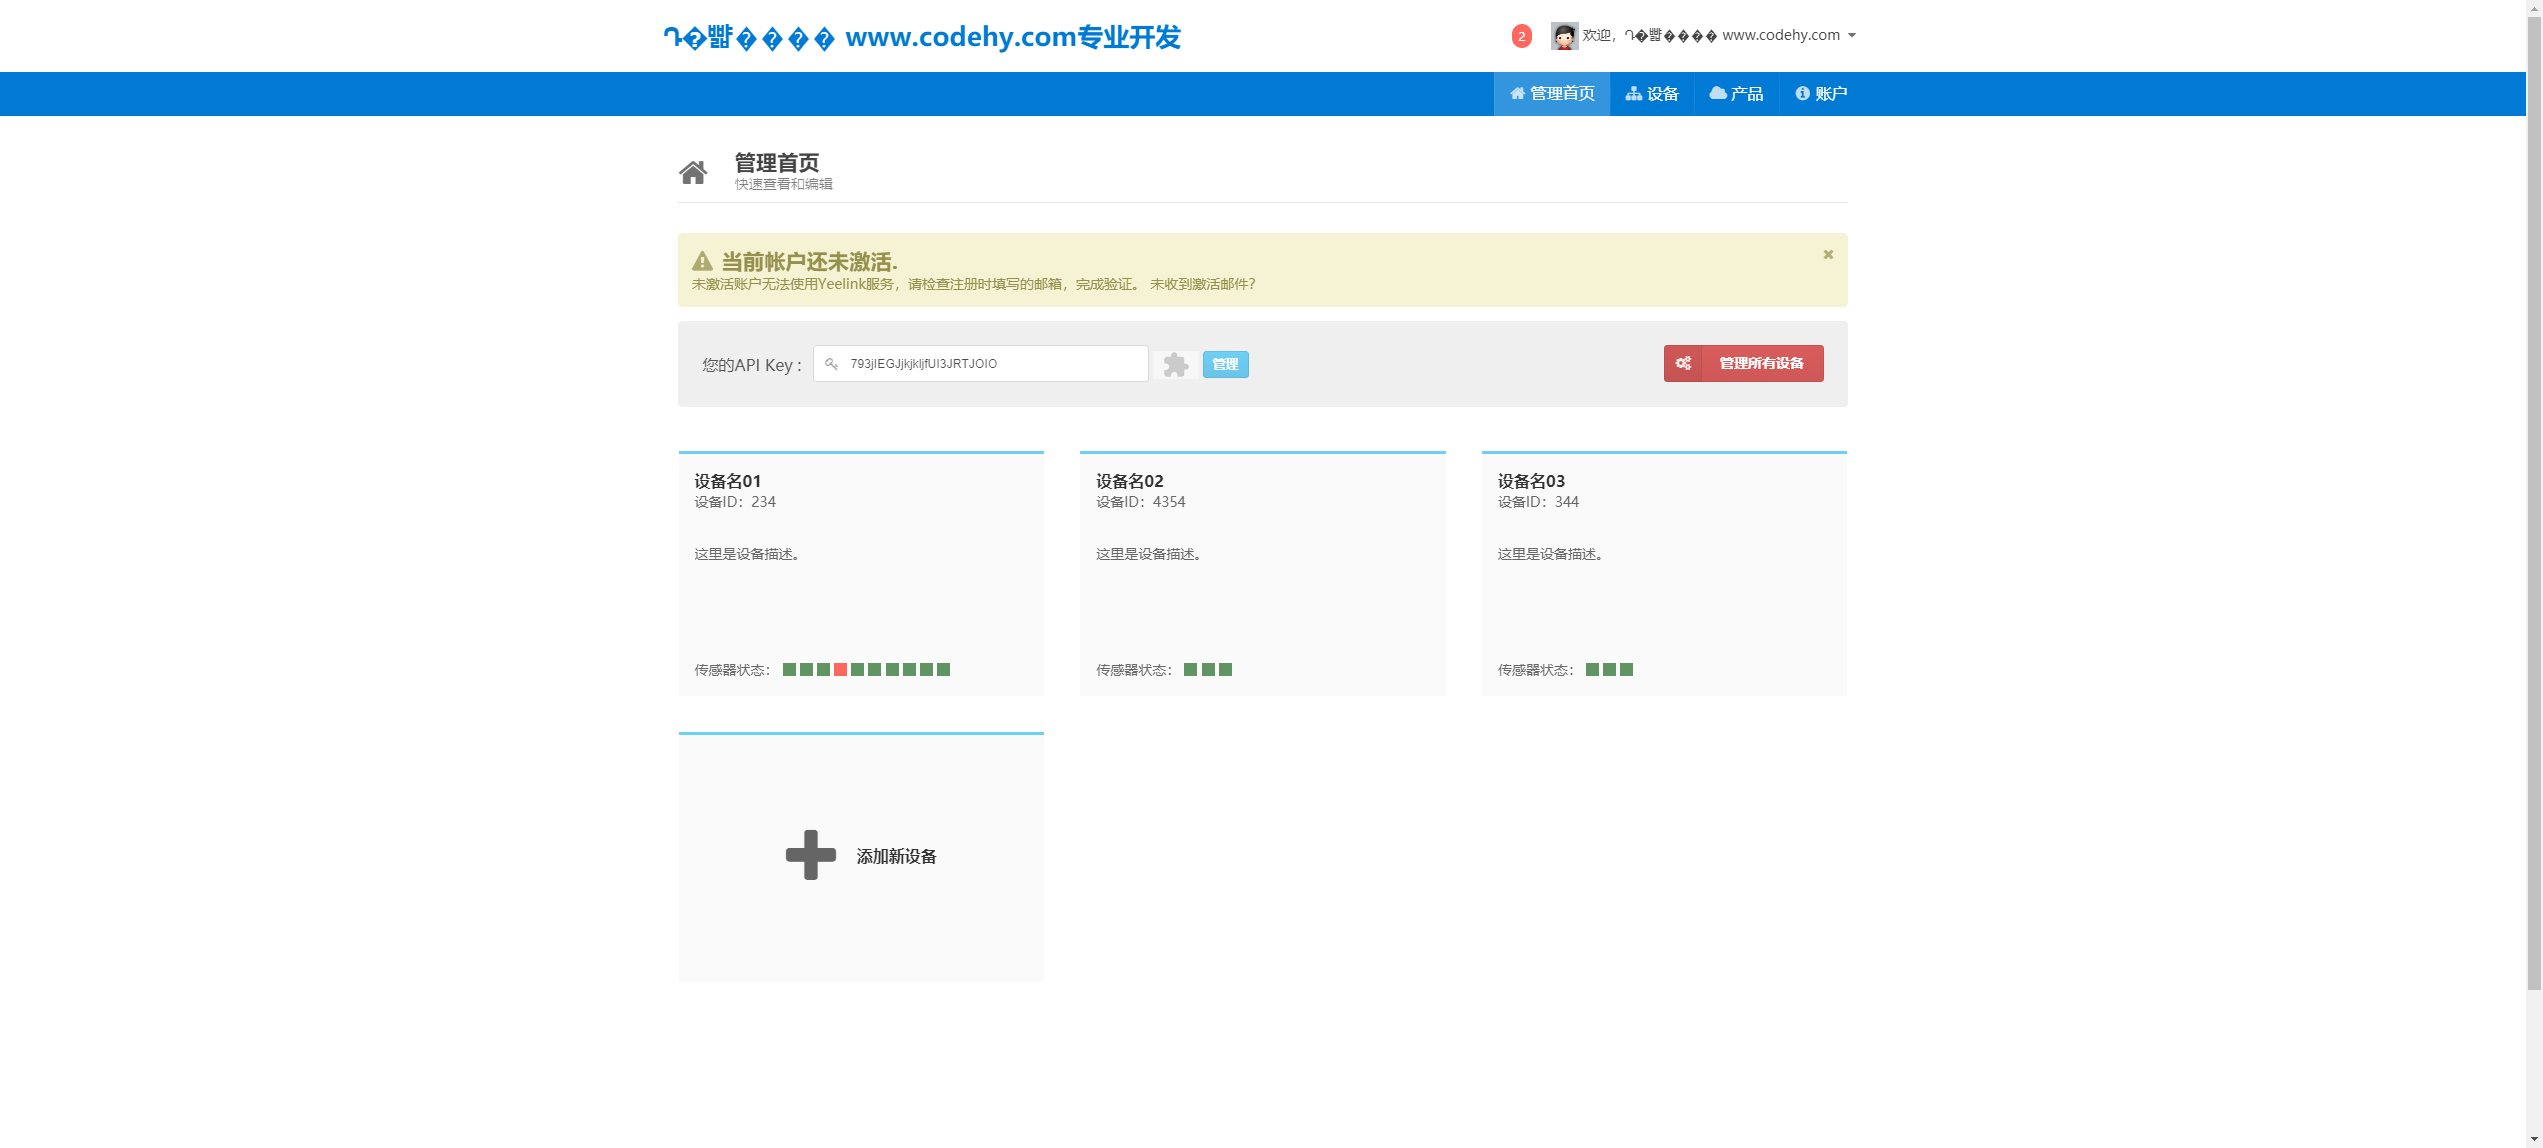 www.codehy.com专业开发
2
欢迎，
www.codehy.com
管理首页
设备
产品
账户
管理首页
快速查看和编辑
当前帐户还未激活.
未激活账户无法使用Yeelink服务，请检查注册时填写的邮箱，完成验证。 未收到激活邮件？
您的API Key :
管理
管理所有设备
设备名01
设备ID：234
这里是设备描述。
传感器状态：
设备名02
设备ID：4354
这里是设备描述。
传感器状态：
设备名03
设备ID：344
这里是设备描述。
传感器状态：
添加新设备